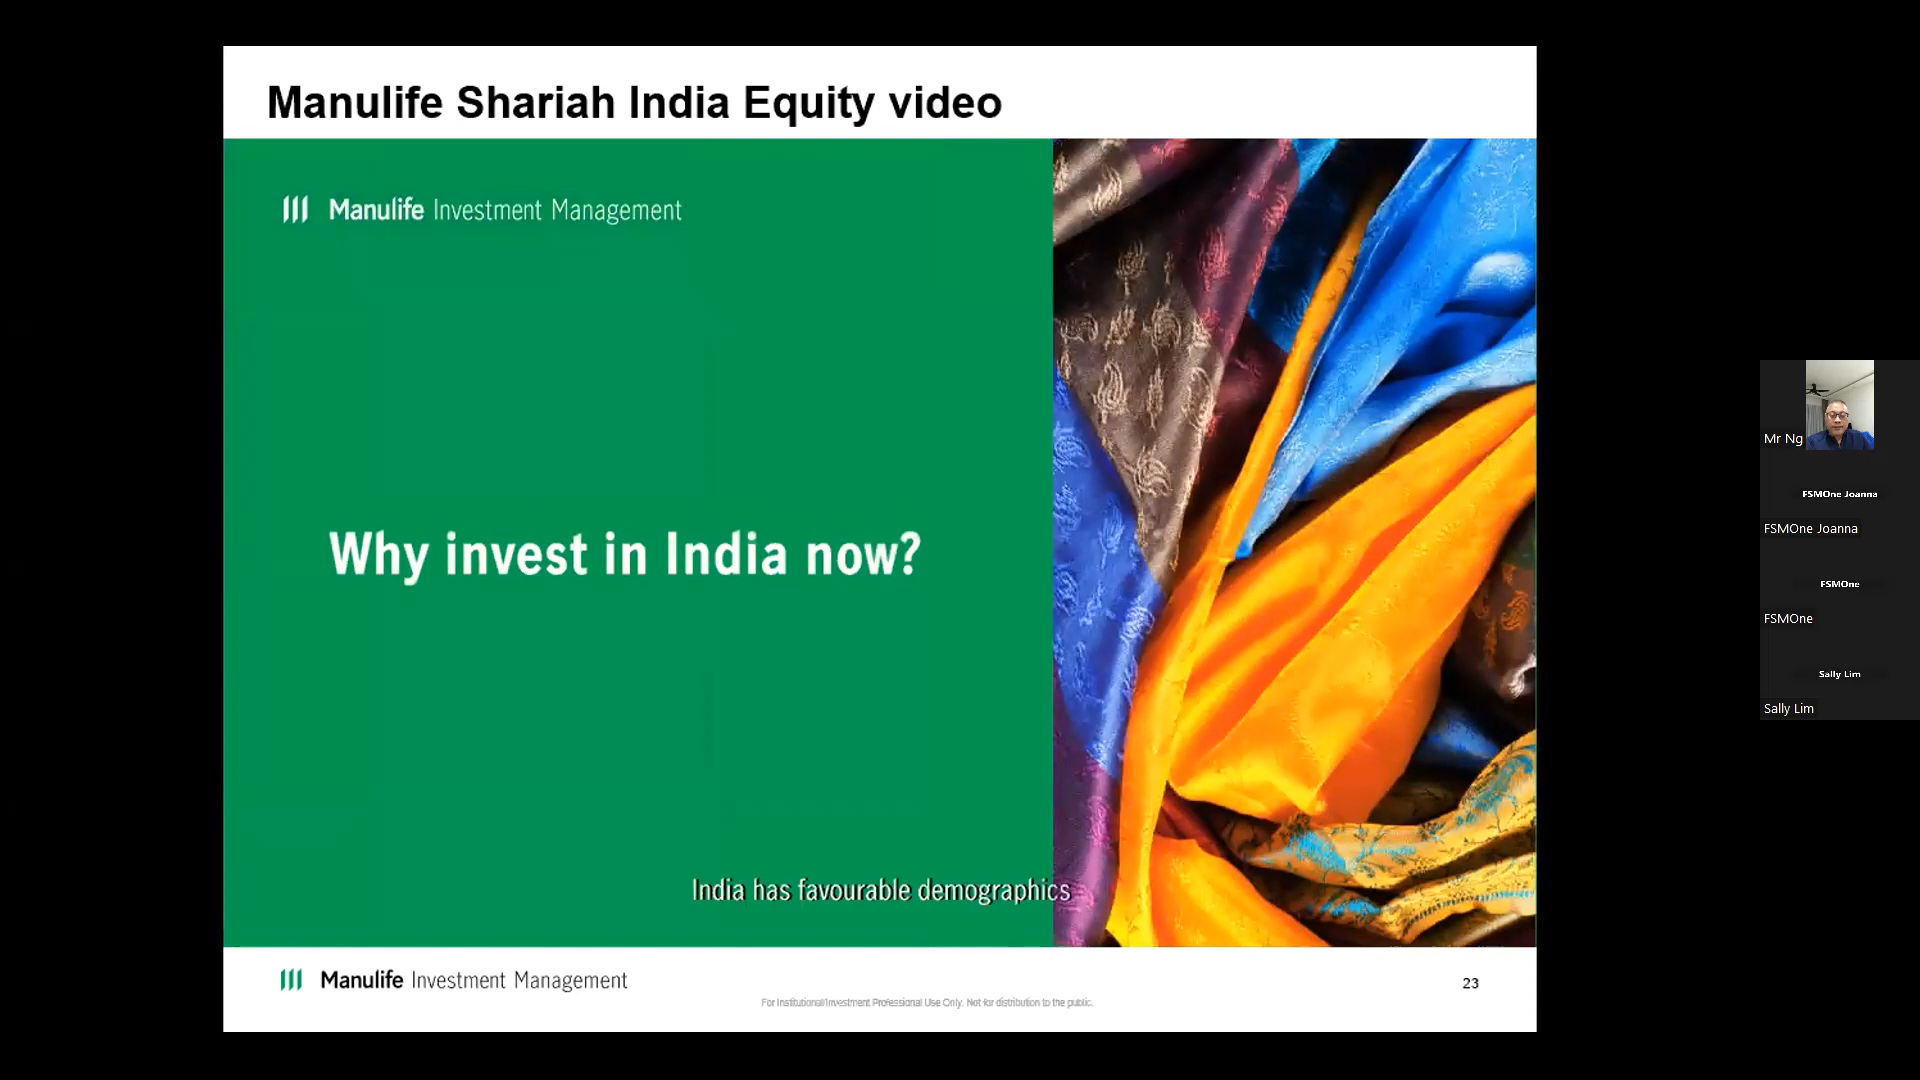 Manulife Shariah India Equity video
Manulife Investment Management
Why invest in India now?
India has favourable demographics
Manulife Investment Management
For Institutional/Investment Professional Use Only. Not for distribution to the public.
23
Mr Ng
FSMOne Joanna
FSMOne Joanna
FSMOne
FSMOne
Sally Lim
Sally Lim